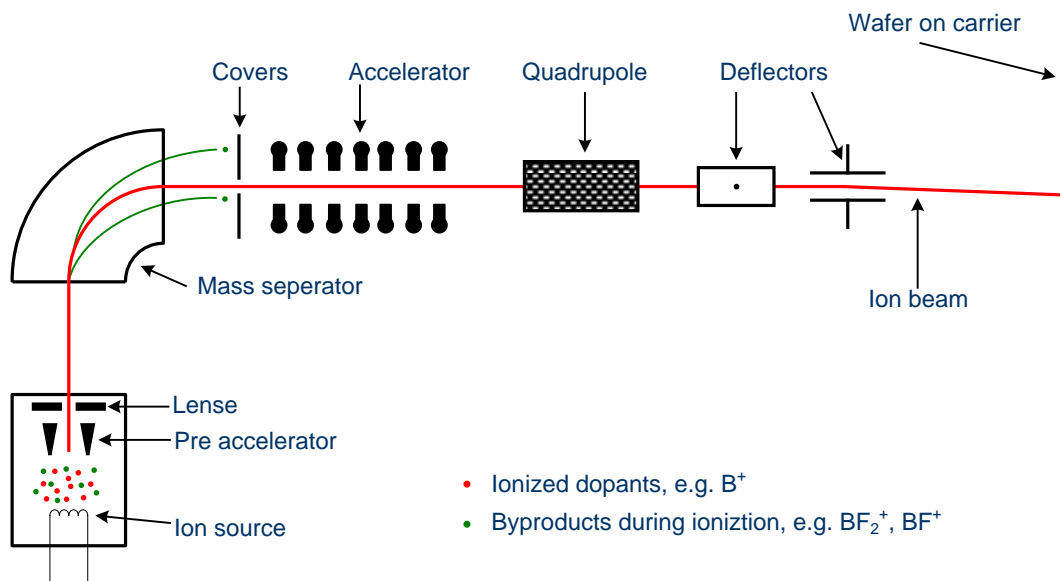 Wafer on carrier
Covers
Accelerator
Quadrupole
Deflectors
Mass seperator
Ion beam
Lense
Pre accelerator
Ionized dopants, e.g. B⁺
Ion source
Byproducts during ioniztion, e.g. BF₂⁺, BF⁺